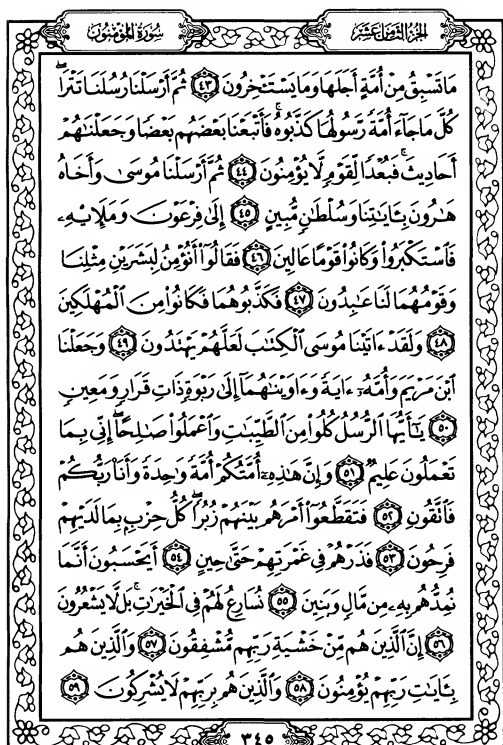 الجزء الثامن عشر
سورة المؤمنون
مَا تَسْبِقُ مِنْ أُمَّةٍ أَجَلَهَا وَمَا يَسْتَـْٔخِرُونَ ٤٣ ثُمَّ أَرْسَلْنَا رُسُلَنَا تَتْرَاۖ
كُلَّ مَا جَآءَ أُمَّةً رَّسُولُهَا كَذَّبُوهُۚ فَأَتْبَعْنَا بَعْضَهُم بَعْضًا وَجَعَلْنَٰهُمْ
أَحَادِيثَۚ فَبُعْدًا لِّقَوْمٍ لَّا يُؤْمِنُونَ ٤٤ ثُمَّ أَرْسَلْنَا مُوسَىٰ وَأَخَاهُ
هَٰرُونَ بِـَٔايَٰتِنَا وَسُلْطَٰنٍ مُّبِينٍ ٤٥ إِلَىٰ فِرْعَوْنَ وَمَلَإِيْهِۦ
فَٱسْتَكْبَرُوا۟ وَكَانُوا۟ قَوْمًا عَالِينَ ٤٦ فَقَالُوٓا۟ أَنُؤْمِنُ لِبَشَرَيْنِ مِثْلِنَا
وَقَوْمُهُمَا لَنَا عَٰبِدُونَ ٤٧ فَكَذَّبُوهُمَا فَكَانُوا۟ مِنَ ٱلْمُهْلَكِينَ
٤٨ وَلَقَدْ ءَاتَيْنَا مُوسَى ٱلْكِتَٰبَ لَعَلَّهُمْ يَهْتَدُونَ ٤٩ وَجَعَلْنَا
ٱبْنَ مَرْيَمَ وَأُمَّهُۥٓ ءَايَةً وَءَاوَيْنَٰهُمَآ إِلَىٰ رَبْوَةٍ ذَاتِ قَرَارٍ وَمَعِينٍ
٥٠ يَٰٓأَيُّهَا ٱلرُّسُلُ كُلُوا۟ مِنَ ٱلطَّيِّبَٰتِ وَٱعْمَلُوا۟ صَٰلِحًاۖ إِنِّى بِمَا
تَعْمَلُونَ عَلِيمٌ ٥١ وَإِنَّ هَٰذِهِۦٓ أُمَّتُكُمْ أُمَّةً وَٰحِدَةً وَأَنَا۠ رَبُّكُمْ
فَٱتَّقُونِ ٥٢ فَتَقَطَّعُوٓا۟ أَمْرَهُم بَيْنَهُمْ زُبُرًاۖ كُلُّ حِزْبٍۭ بِمَا لَدَيْهِمْ
فَرِحُونَ ٥٣ فَذَرْهُمْ فِى غَمْرَتِهِمْ حَتَّىٰ حِينٍ ٥٤ أَيَحْسَبُونَ أَنَّمَا
نُمِدُّهُم بِهِۦ مِن مَّالٍ وَبَنِينَ ٥٥ نُسَارِعُ لَهُمْ فِى ٱلْخَيْرَٰتِۚ بَل لَّا يَشْعُرُونَ
٥٦ إِنَّ ٱلَّذِينَ هُم مِّنْ خَشْيَةِ رَبِّهِم مُّشْفِقُونَ ٥٧ وَٱلَّذِينَ هُم
بِـَٔايَٰتِ رَبِّهِمْ يُؤْمِنُونَ ٥٨ وَٱلَّذِينَ هُم بِرَبِّهِمْ لَا يُشْرِكُونَ ٥٩
٣٤٥